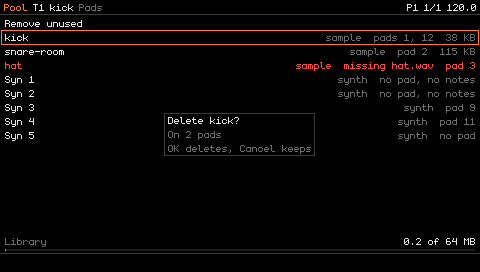 Pool T1 kick Pads P1 1/1 120.0
Remove unused
kick sample pads 1, 12 38 KB
snare-room sample pad 2 115 KB
hat sample missing hat.wav pad 3
Syn 1 synth no pad, no notes
Syn 2 synth no pad, no notes
Syn 3 synth pad 9
Syn 4 synth pad 11
Syn 5 synth no pad
Delete kick?
On 2 pads
OK deletes, Cancel keeps
Library 0.2 of 64 MB